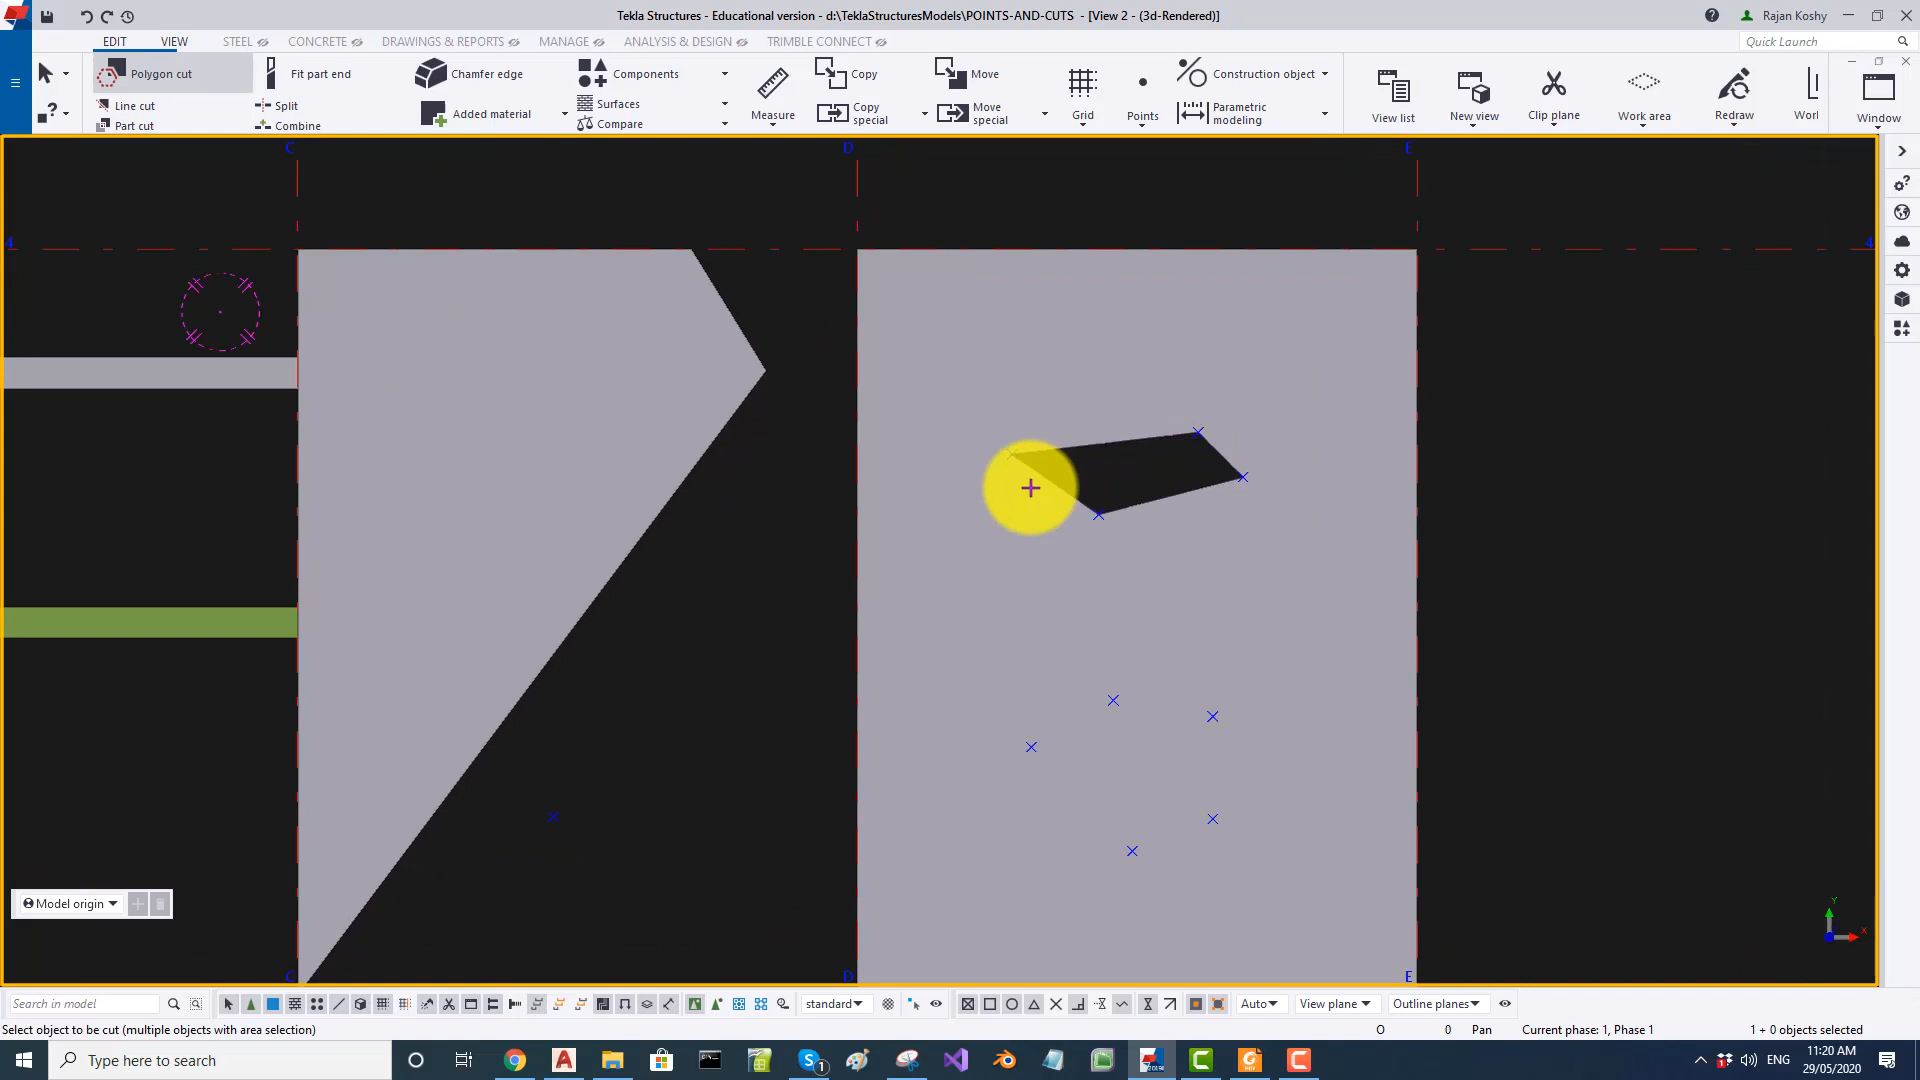 Tekla Structures - Educational version - d:\TeklaStructuresModels\POINTS-AND-CUTS - [View 2 - (3d-Rendered)]
Rajan Koshy
EDIT VIEW STEEL CONCRETE DRAWINGS & REPORTS MANAGE ANALYSIS & DESIGN TRIMBLE CONNECT
Quick Launch
Polygon cut
Line cut
Part cut
Fit part end
Split
Combine
Chamfer edge
Added material
Components
Surfaces
Compare
Measure
Copy
Copy special
Move
Move special
Grid
Points
Construction object
Parametric modeling
View list
New view
Clip plane
Work area
Redraw
Worl
Window
C D E
4 4
Model origin
Y
X
C D E
Search in model
standard
Auto
View plane
Outline planes
Select object to be cut (multiple objects with area selection)
O 0 Pan Current phase: 1, Phase 1 1 + 0 objects selected
Type here to search
ENG
11:20 AM
29/05/2020